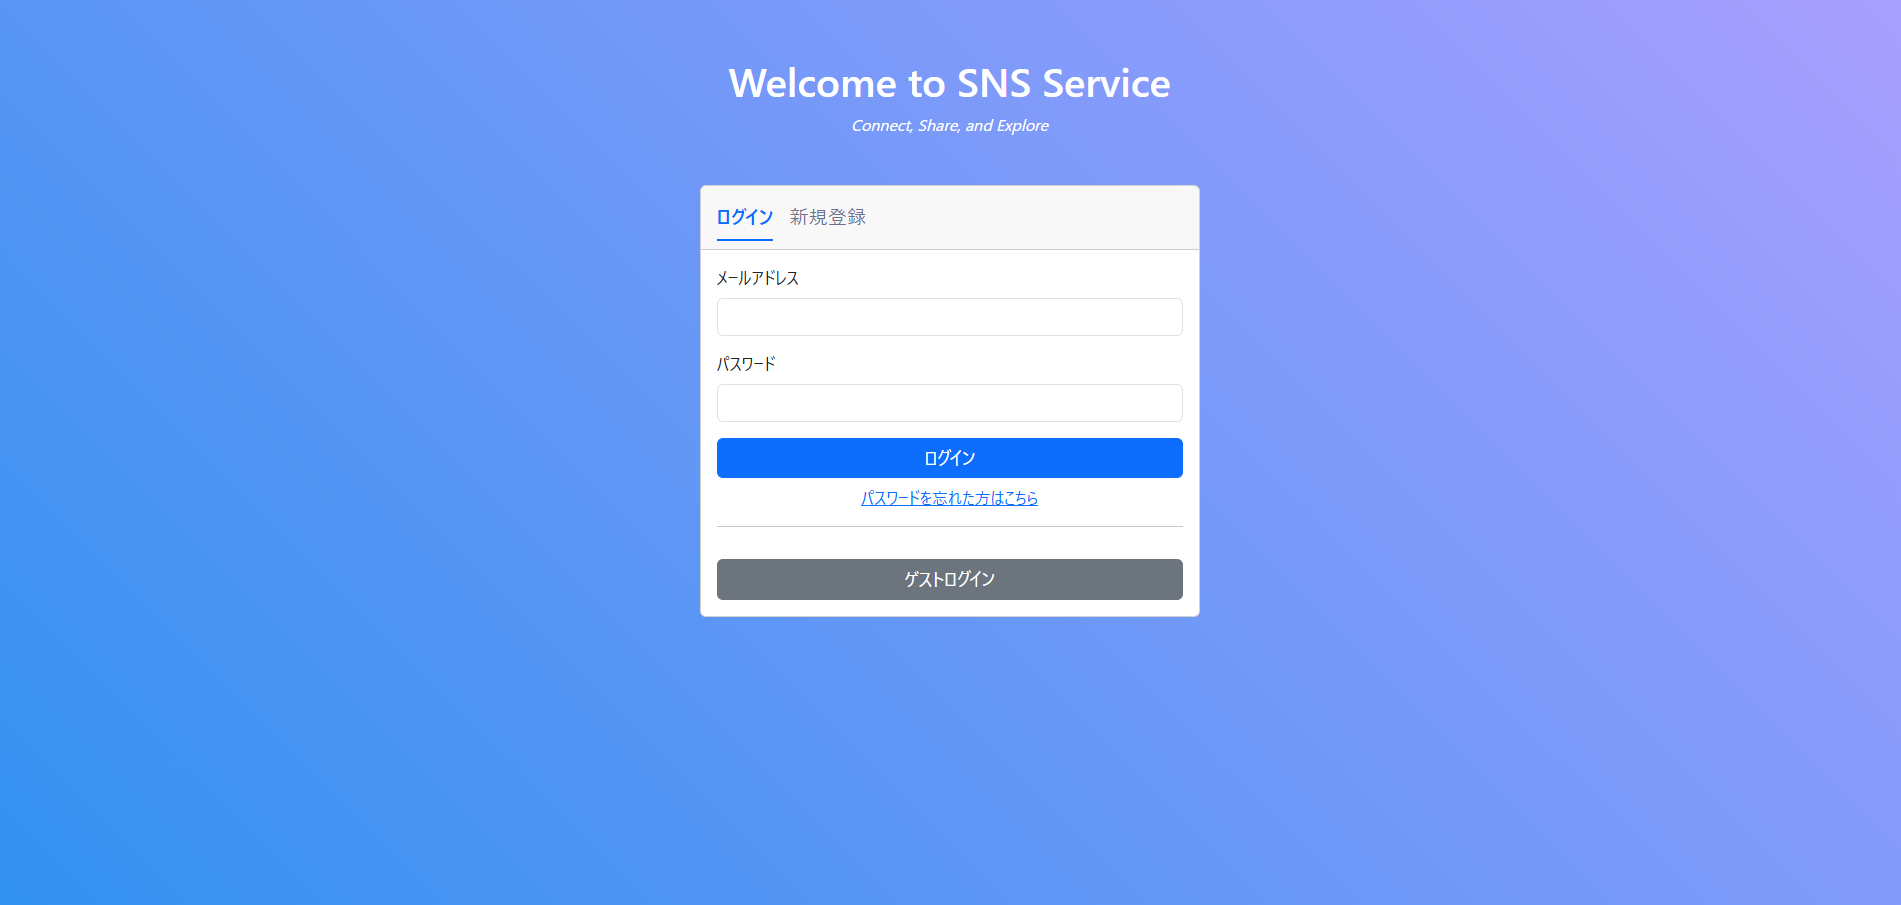 Welcome to SNS Service
Connect, Share, and Explore
ログイン 新規登録
メールアドレス
パスワード
ログイン
パスワードを忘れた方はこちら
ゲストログイン